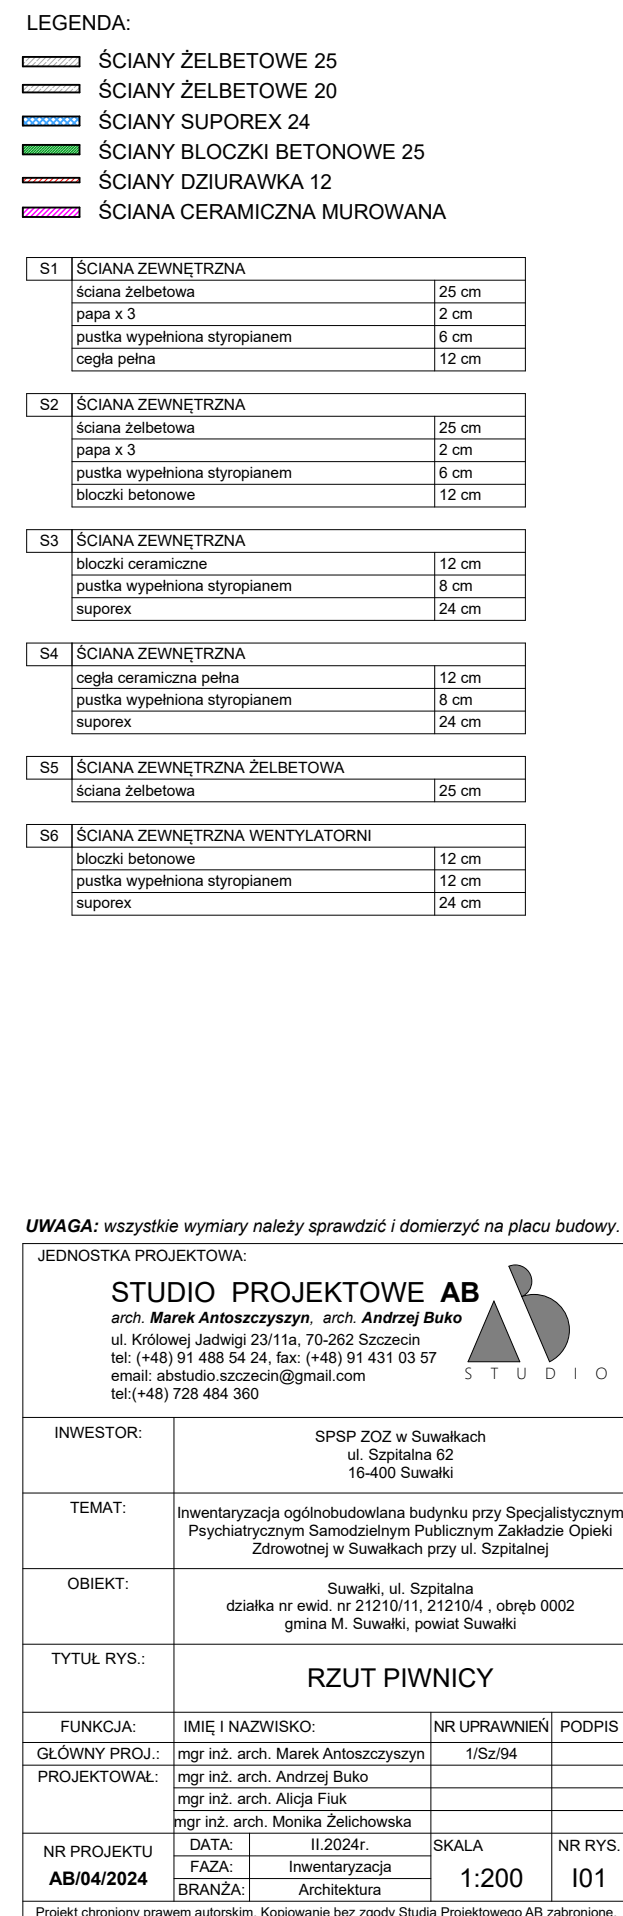 LEGENDA:
ŚCIANY ŻELBETOWE 25
ŚCIANY ŻELBETOWE 20
ŚCIANY SUPOREX 24
ŚCIANY BLOCZKI BETONOWE 25
ŚCIANY DZIURAWKA 12
ŚCIANA CERAMICZNA MUROWANA
S1 ŚCIANA ZEWNĘTRZNA
ściana żelbetowa 25 cm
papa x 3 2 cm
pustka wypełniona styropianem 6 cm
cegła pełna 12 cm
S2 ŚCIANA ZEWNĘTRZNA
ściana żelbetowa 25 cm
papa x 3 2 cm
pustka wypełniona styropianem 6 cm
bloczki betonowe 12 cm
S3 ŚCIANA ZEWNĘTRZNA
bloczki ceramiczne 12 cm
pustka wypełniona styropianem 8 cm
suporex 24 cm
S4 ŚCIANA ZEWNĘTRZNA
cegła ceramiczna pełna 12 cm
pustka wypełniona styropianem 8 cm
suporex 24 cm
S5 ŚCIANA ZEWNĘTRZNA ŻELBETOWA
ściana żelbetowa 25 cm
S6 ŚCIANA ZEWNĘTRZNA WENTYLATORNI
bloczki betonowe 12 cm
pustka wypełniona styropianem 12 cm
suporex 24 cm
UWAGA: wszystkie wymiary należy sprawdzić i domierzyć na placu budowy.
JEDNOSTKA PROJEKTOWA:
STUDIO PROJEKTOWE AB
arch. Marek Antoszczyszyn, arch. Andrzej Buko
ul. Królowej Jadwigi 23/11a, 70-262 Szczecin
tel: (+48) 91 488 54 24, fax: (+48) 91 431 03 57
email: abstudio.szczecin@gmail.com
tel:(+48) 728 484 360
STUDIO
INWESTOR:
SPSP ZOZ w Suwałkach
ul. Szpitalna 62
16-400 Suwałki
TEMAT:
Inwentaryzacja ogólnobudowlana budynku przy Specjalistycznym
Psychiatrycznym Samodzielnym Publicznym Zakładzie Opieki
Zdrowotnej w Suwałkach przy ul. Szpitalnej
OBIEKT:
Suwałki, ul. Szpitalna
działka nr ewid. nr 21210/11, 21210/4 , obręb 0002
gmina M. Suwałki, powiat Suwałki
TYTUŁ RYS.:
RZUT PIWNICY
FUNKCJA: IMIĘ I NAZWISKO: NR UPRAWNIEŃ PODPIS
GŁÓWNY PROJ.: mgr inż. arch. Marek Antoszczyszyn 1/Sz/94
PROJEKTOWAŁ: mgr inż. arch. Andrzej Buko
mgr inż. arch. Alicja Fiuk
mgr inż. arch. Monika Żelichowska
NR PROJEKTU
AB/04/2024
DATA: II.2024r.
FAZA: Inwentaryzacja
BRANŻA: Architektura
SKALA
1:200
NR RYS.
I01
Projekt chroniony prawem autorskim. Kopiowanie bez zgody Studia Projektowego AB zabronione.